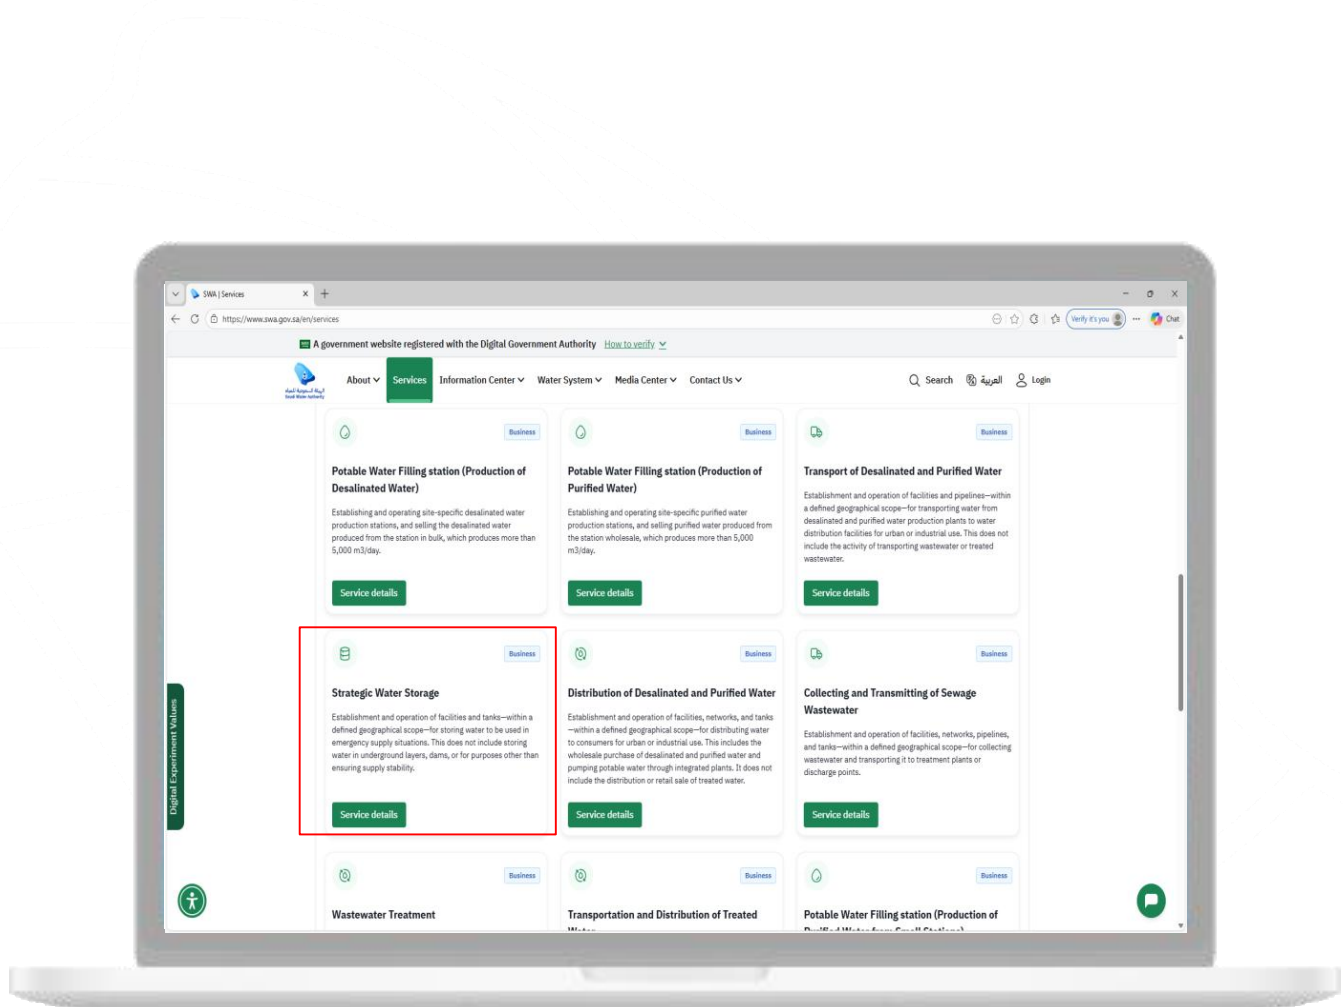 SWA | Services
https://www.swa.gov.sa/en/services
Verify it's you
Chat
A government website registered with the Digital Government Authority How to verify
About
Services
Information Center
Water System
Media Center
Contact Us
Search
العربية
Login
الهيئة السعودية للمياه
Saudi Water Authority
Business
Potable Water Filling station (Production of
Desalinated Water)
Establishing and operating site-specific desalinated water
production stations, and selling the desalinated water
produced from the station in bulk, which produces more than
5,000 m3/day.
Service details
Business
Potable Water Filling station (Production of
Purified Water)
Establishing and operating site-specific purified water
production stations, and selling purified water produced from
the station wholesale, which produces more than 5,000
m3/day.
Service details
Business
Transport of Desalinated and Purified Water
Establishment and operation of facilities and pipelines—within
a defined geographical scope—for transporting water from
desalinated and purified water production plants to water
distribution facilities for urban or industrial use. This does not
include the activity of transporting wastewater or treated
wastewater.
Service details
Business
Strategic Water Storage
Establishment and operation of facilities and tanks—within a
defined geographical scope—for storing water to be used in
emergency supply situations. This does not include storing
water in underground layers, dams, or for purposes other than
ensuring supply stability.
Service details
Business
Distribution of Desalinated and Purified Water
Establishment and operation of facilities, networks, and tanks
—within a defined geographical scope—for distributing water
to consumers for urban or industrial use. This includes the
wholesale purchase of desalinated and purified water and
pumping potable water through integrated plants. It does not
include the distribution or retail sale of treated water.
Service details
Business
Collecting and Transmitting of Sewage
Wastewater
Establishment and operation of facilities, networks, pipelines,
and tanks—within a defined geographical scope—for collecting
wastewater and transporting it to treatment plants or
discharge points.
Service details
Business
Wastewater Treatment
Business
Transportation and Distribution of Treated
Water
Business
Potable Water Filling station (Production of
Purified Water from Small Stations)
Digital Experiment Values